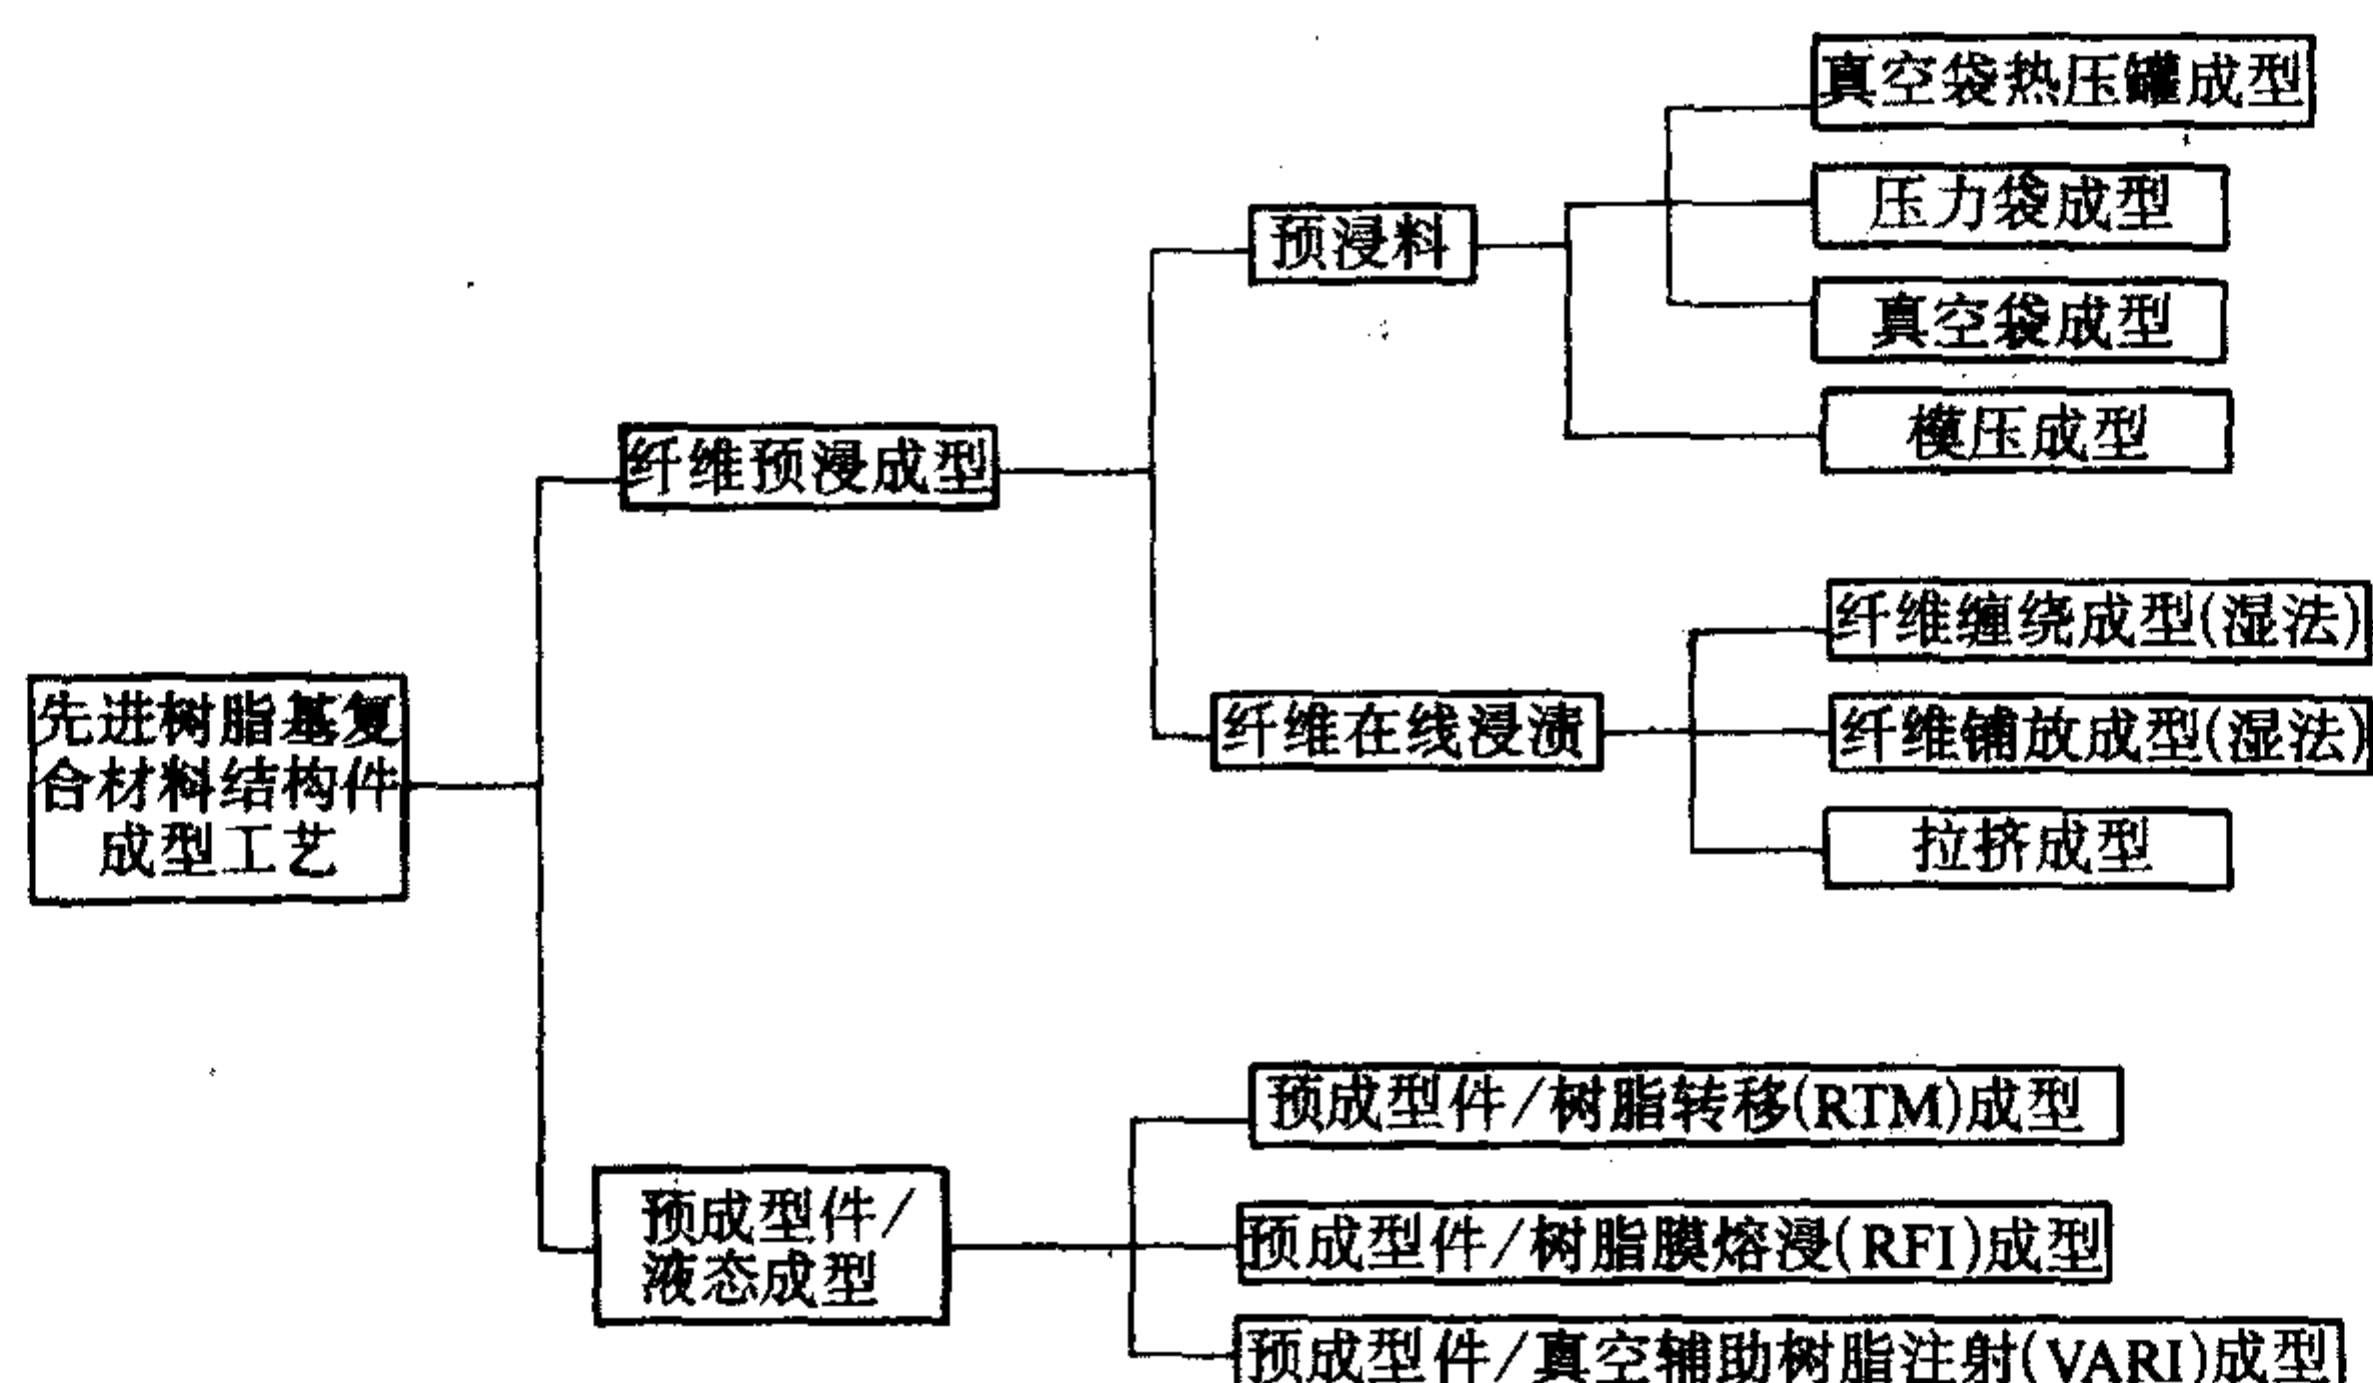 真空袋热压罐成型
压力袋成型
预浸料
真空袋成型
模压成型
纤维预浸成型
纤维缠绕成型(湿法)
纤维在线浸渍
纤维铺放成型(湿法)
先进树脂基复
合材料结构件
成型工艺
拉挤成型
预成型件/树脂转移(RTM)成型
预成型件/
液态成型
预成型件/树脂膜熔浸(RFI)成型
预成型件/真空辅助树脂注射(VARI)成型